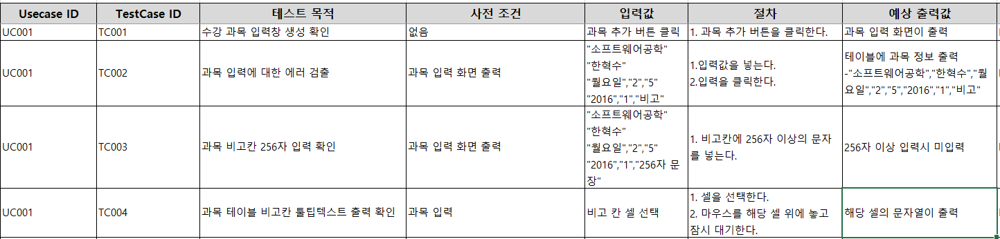 Usecase ID TestCase ID 테스트 목적 사전 조건 입력값 절차 예상 출력값
UC001 TC001 수강 과목 입력창 생성 확인 없음 과목 추가 버튼 클릭 1. 과목 추가 버튼을 클릭한다. 과목 입력 화면이 출력
UC001 TC002 과목 입력에 대한 에러 검출 과목 입력 화면 출력
"소프트웨어공학"
"한혁수"
"월요일","2","5"
"2016","1","비고"
1.입력값을 넣는다.
2.입력을 클릭한다.
테이블에 과목 정보 출력
-"소프트웨어공학","한혁수","월
요일","2","5","2016","1","비고"
UC001 TC003 과목 비고칸 256자 입력 확인 과목 입력 화면 출력
"소프트웨어공학"
"한혁수"
"월요일","2","5"
"2016","1","256자 문
장"
1. 비고칸에 256자 이상의 문자
를 넣는다.
256자 이상 입력시 미입력
UC001 TC004 과목 테이블 비고칸 툴팁텍스트 출력 확인 과목 입력 비고 칸 셀 선택
1. 셀을 선택한다.
2. 마우스를 해당 셀 위에 놓고
잠시 대기한다.
해당 셀의 문자열이 출력